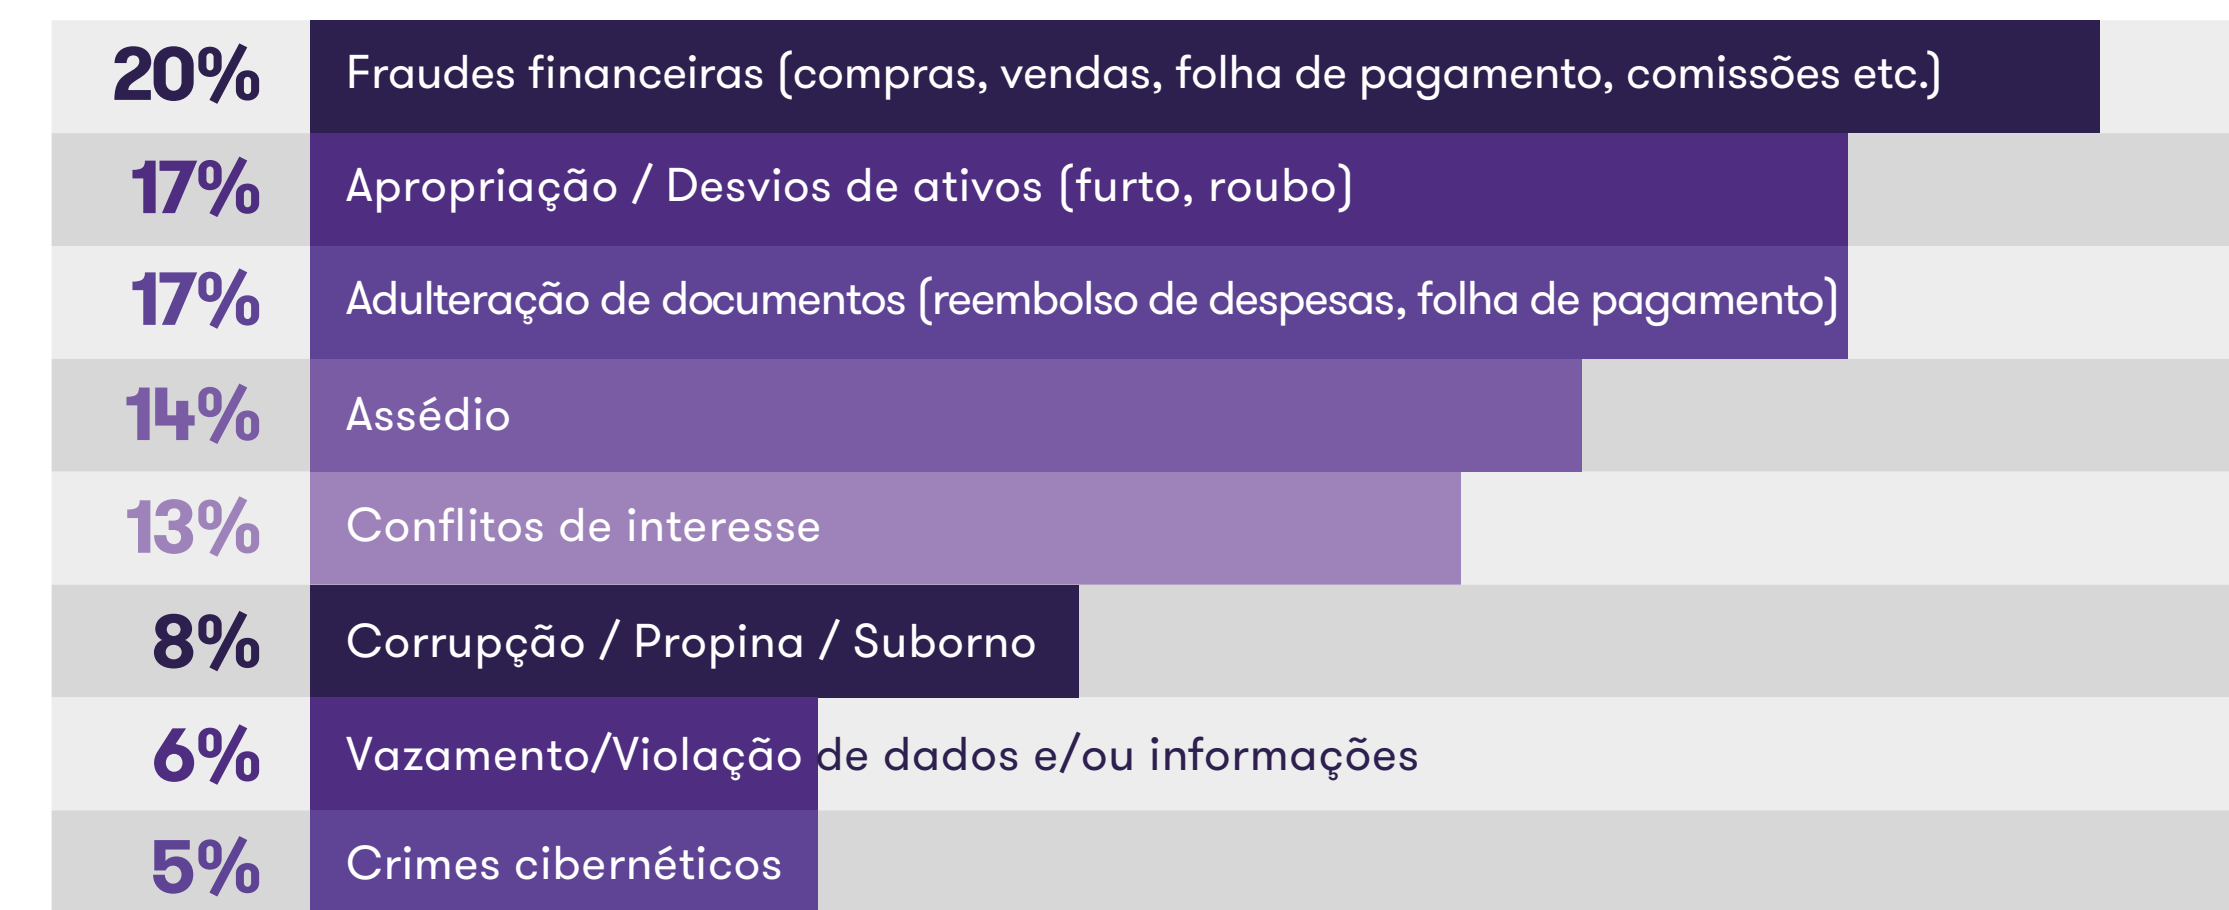 20% Fraudes financeiras (compras, vendas, folha de pagamento, comissões etc.)
17% Apropriação / Desvios de ativos (furto, roubo)
17% Adulteração de documentos (reembolso de despesas, folha de pagamento)
14% Assédio
13% Conflitos de interesse
8% Corrupção / Propina / Suborno
6% Vazamento/Violação de dados e/ou informações
5% Crimes cibernéticos